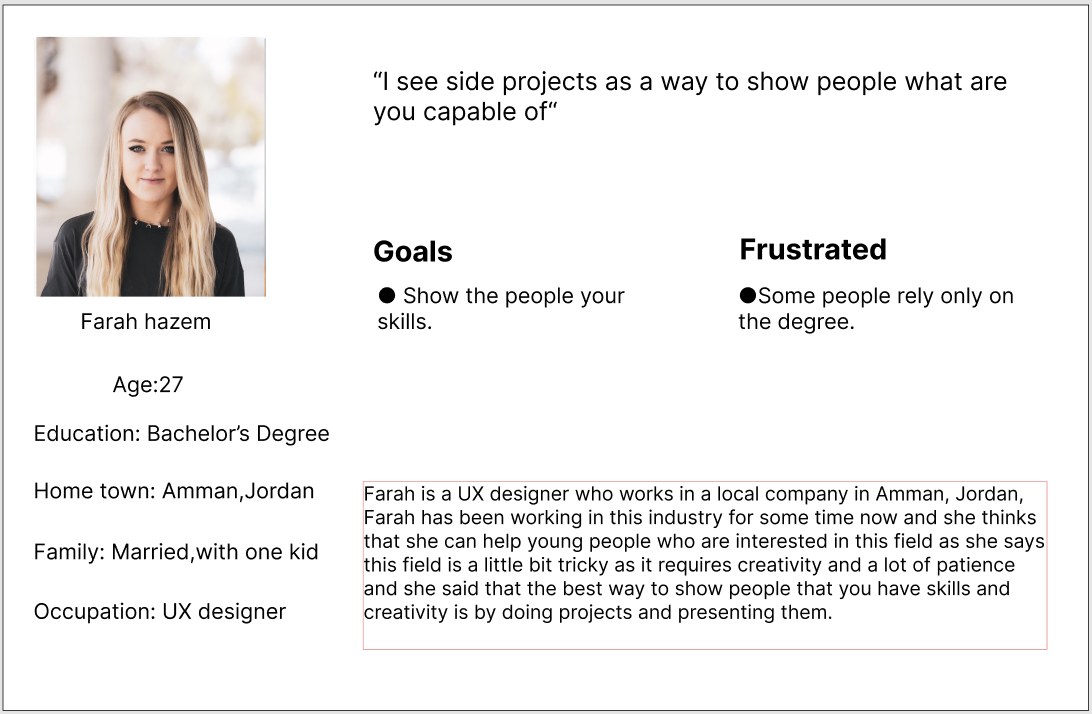 “I see side projects as a way to show people what are
you capable of“
Goals
● Show the people your
skills.
Frustrated
●Some people rely only on
the degree.
Farah hazem
Age:27
Education: Bachelor’s Degree
Home town: Amman,Jordan
Family: Married,with one kid
Occupation: UX designer
Farah is a UX designer who works in a local company in Amman, Jordan,
Farah has been working in this industry for some time now and she thinks
that she can help young people who are interested in this field as she says
this field is a little bit tricky as it requires creativity and a lot of patience
and she said that the best way to show people that you have skills and
creativity is by doing projects and presenting them.